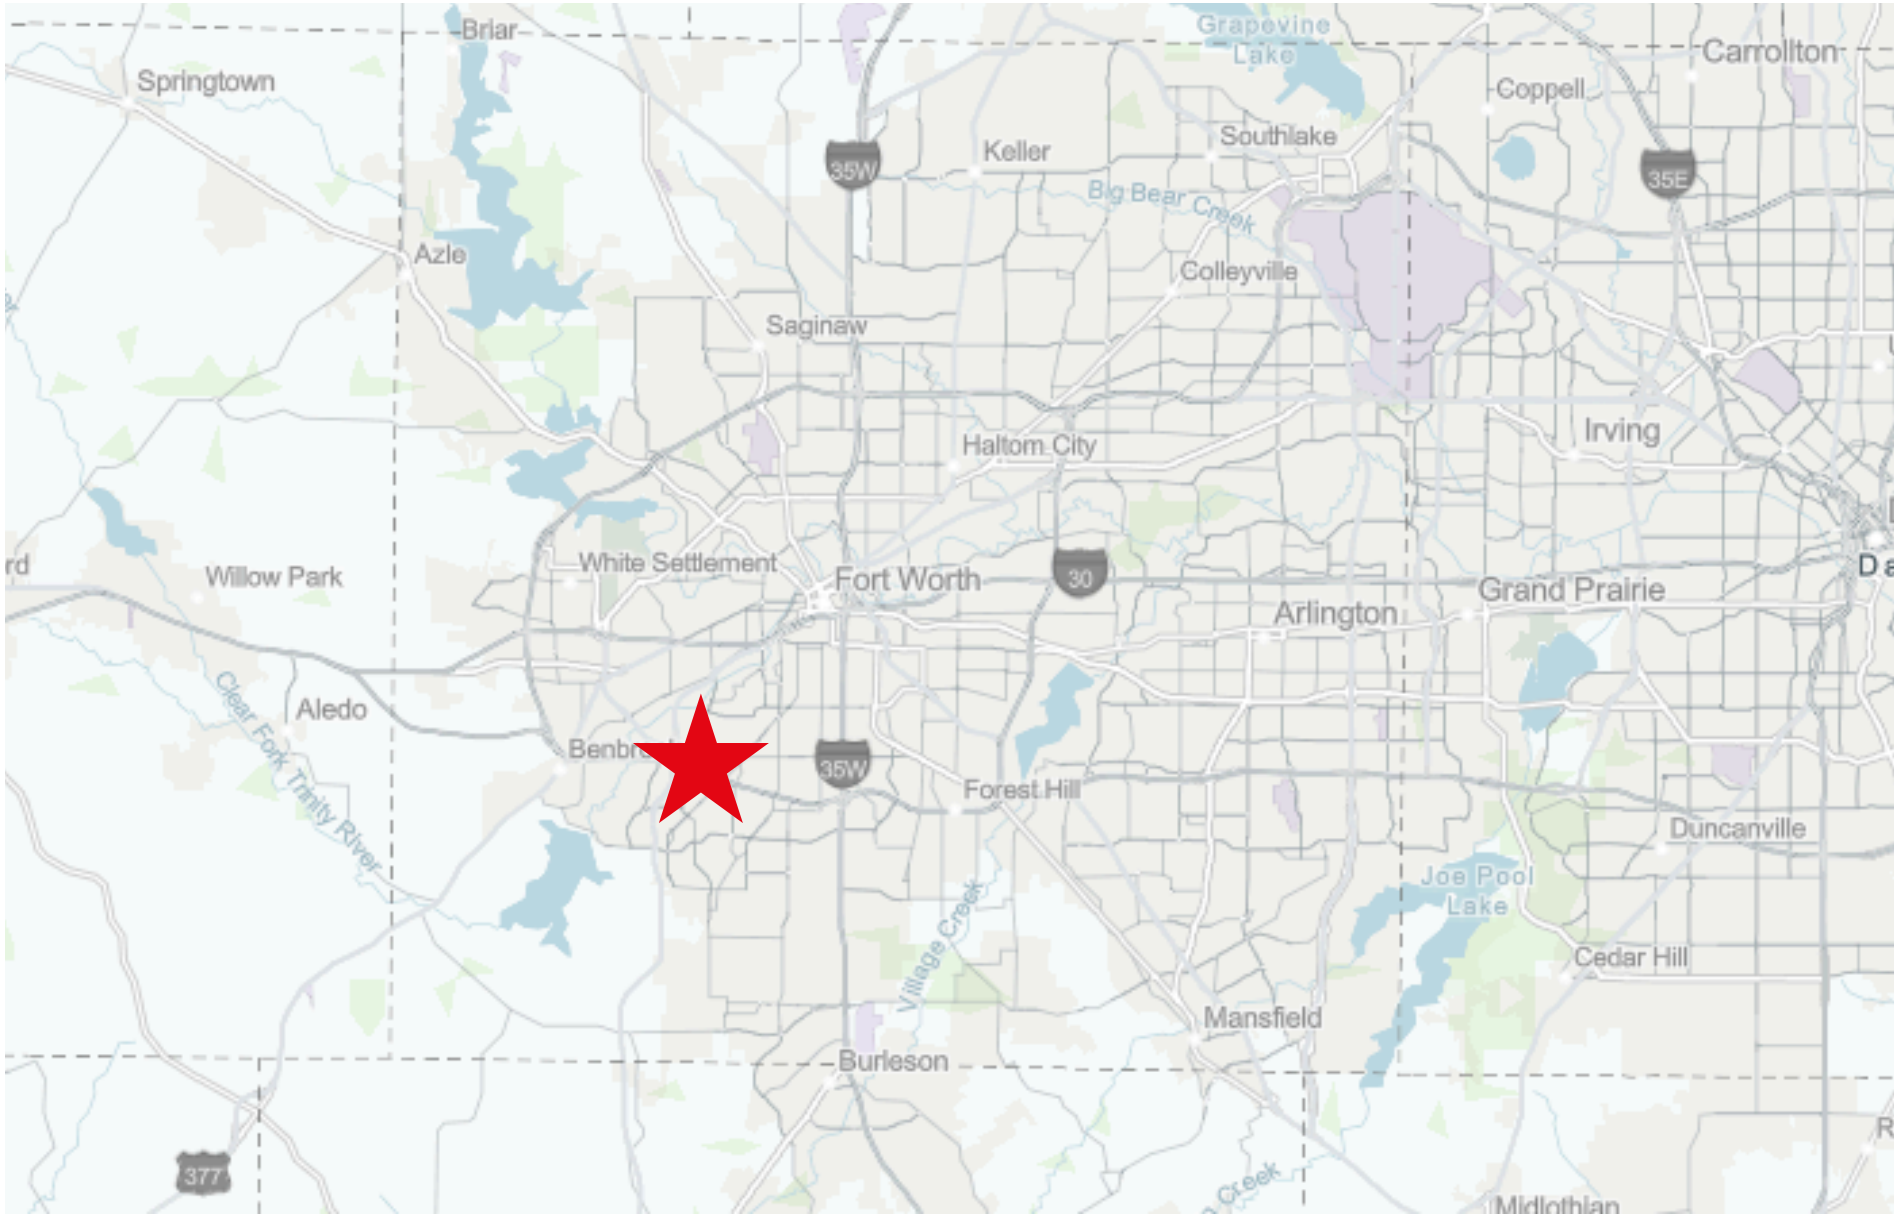 Briar
Grapevine
Lake
Carrollton
Springtown
Coppell
Southlake
Keller
35W
35E
Big Bear Creek
Azle
Colleyville
Saginaw
Irving
Haltom City
White Settlement
Willow Park
Fort Worth
30
Grand Prairie
Arlington
Clear Fork Trinity River
Aledo
Benbr
35W
Forest Hill
Duncanville
Joe Pool
Lake
Village Creek
Cedar Hill
Mansfield
Burleson
377
Creek
Midlothian